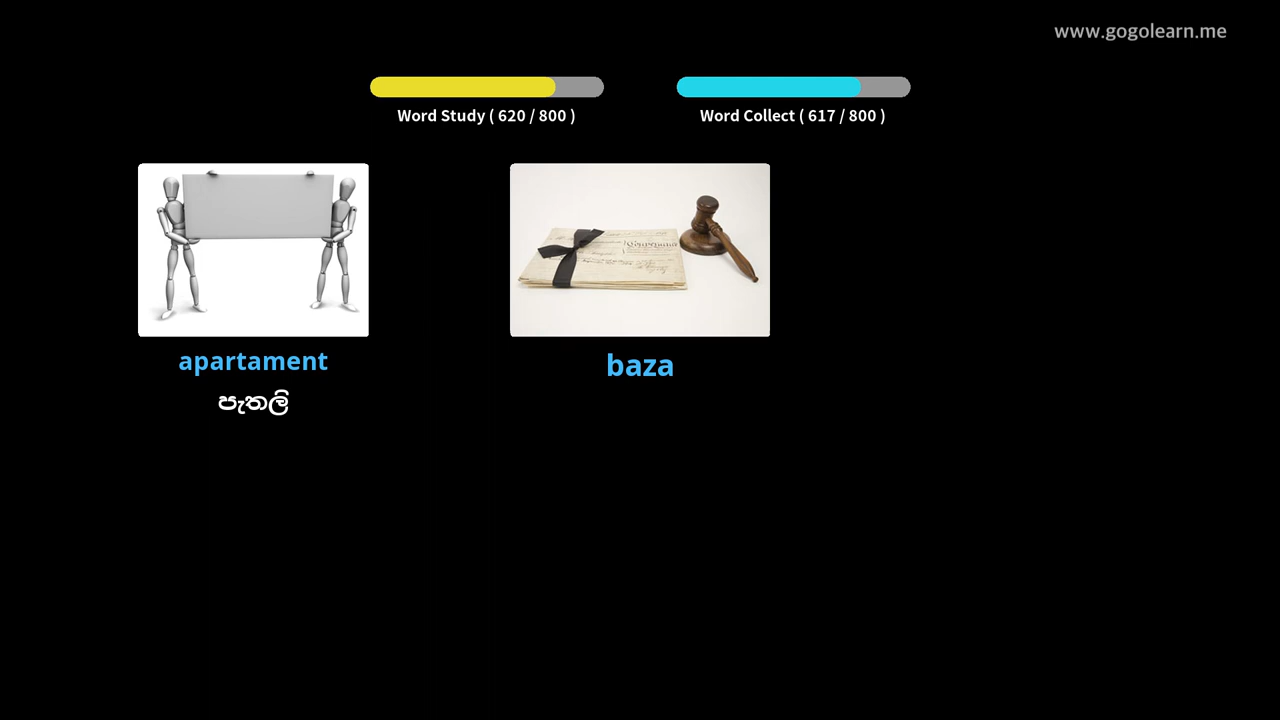 www.gogolearn.me
Word Study ( 620 / 800 )
Word Collect ( 617 / 800 )
apartament
පැතලි
baza